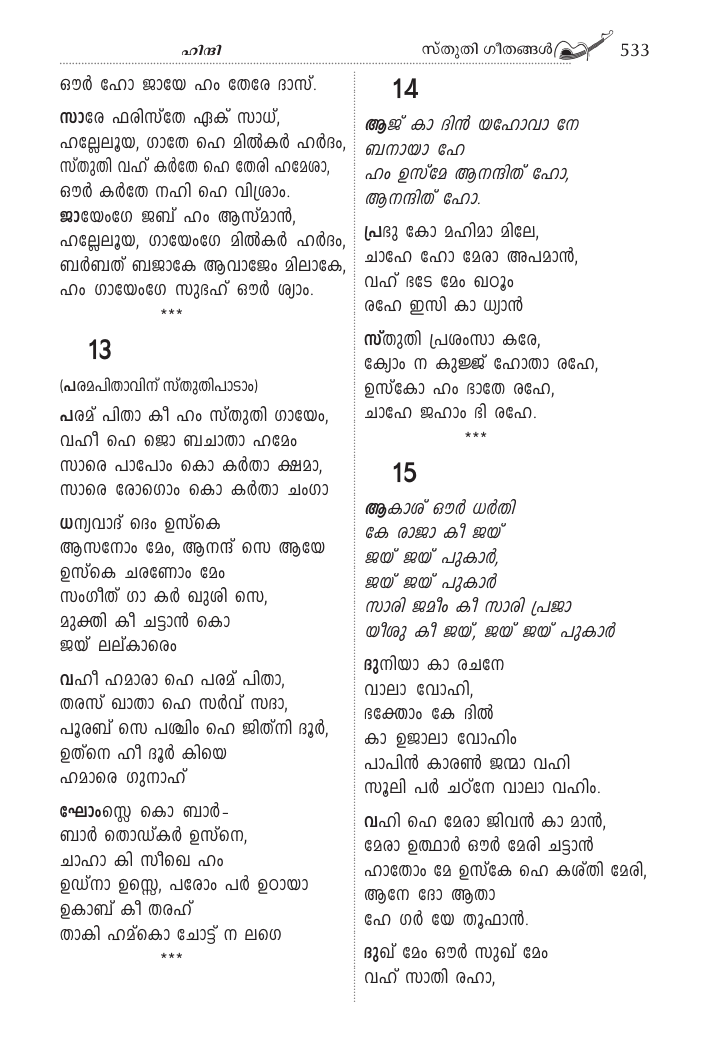 ഹിന്ദി
സ്തുതി ഗീതങ്ങൾ 533
ഔർ ഹോ ജായേ ഹം തേരേ ദാസ്.
സാരേ ഫരിസ്തേ ഏക് സാധ്,
ഹല്ലേലൂയ, ഗാതേ ഹെ മിൽകർ ഹർദം,
സ്തുതി വഹ് കർതേ ഹെ തേരി ഹമേശാ,
ഔർ കർതേ നഹി ഹെ വിശ്രാം.
ജായേംഗേ ജബ് ഹം ആസ്മാൻ,
ഹല്ലേലൂയ, ഗായേംഗേ മിൽകർ ഹർദം,
ബർബത് ബജാകേ ആവാജേം മിലാകേ,
ഹം ഗായേംഗേ സുഭഹ് ഔർ ശ്യാം.
***
13
(പരമപിതാവിന് സ്തുതിപാടാം)
പരമ് പിതാ കീ ഹം സ്തുതി ഗായേം,
വഹീ ഹെ ജൊ ബചാതാ ഹമേം
സാരെ പാപോം കൊ കർതാ ക്ഷമാ,
സാരെ രോഗൊം കൊ കർതാ ചംഗാ
ധന്യവാദ് ദെം ഉസ്കെ
ആസനോം മേം, ആനന്ദ് സെ ആയേ
ഉസ്കെ ചരണോം മേം
സംഗീത് ഗാ കർ ഖുശി സെ,
മുക്തി കീ ചട്ടാൻ കൊ
ജയ് ലല്കാരെം
വഹീ ഹമാരാ ഹെ പരമ് പിതാ,
തരസ് ഖാതാ ഹെ സർവ് സദാ,
പൂരബ് സെ പശ്ചിം ഹെ ജിത്നി ദൂർ,
ഉത്നെ ഹീ ദൂർ കിയെ
ഹമാരെ ഗുനാഹ്
ഘോംസ്സെ കൊ ബാർ-
ബാർ തൊഡ്കർ ഉസ്നെ,
ചാഹാ കി സീഖെ ഹം
ഉഡ്നാ ഉസ്സെ, പരോം പർ ഉഠായാ
ഉകാബ് കീ തരഹ്
താകി ഹമ്കൊ ചോട്ട് ന ലഗെ
***
14
ആജ് കാ ദിൻ യഹോവാ നേ
ബനായാ ഹേ
ഹം ഉസ്മേ ആനന്ദിത് ഹോ,
ആനന്ദിത് ഹോ.
പ്രഭു കോ മഹിമാ മിലേ,
ചാഹേ ഹോ മേരാ അപമാൻ,
വഹ് ഭടേ മേം ഖഠൂം
രഹേ ഇസി കാ ധ്യാൻ
സ്തുതി പ്രശംസാ കരേ,
ക്യോം ന കുജ്ജ് ഹോതാ രഹേ,
ഉസ്കോ ഹം ഭാതേ രഹേ,
ചാഹേ ജഹാം ഭി രഹേ.
***
15
ആകാശ് ഔർ ധർതി
കേ രാജാ കീ ജയ്
ജയ് ജയ് പുകാർ,
ജയ് ജയ് പുകാർ
സാരി ജമീം കീ സാരി പ്രജാ
യീശു കീ ജയ്, ജയ് ജയ് പുകാർ
ദുനിയാ കാ രചനേ
വാലാ വോഹി,
ഭക്തോം കേ ദിൽ
കാ ഉജാലാ വോഹിം
പാപിൻ കാരൺ ജന്മാ വഹി
സൂലി പർ ചഠ്നേ വാലാ വഹിം.
വഹി ഹെ മേരാ ജിവൻ കാ മാൻ,
മേരാ ഉത്ഥാർ ഔർ മേരി ചട്ടാൻ
ഹാതോം മേ ഉസ്കേ ഹെ കശ്തി മേരി,
ആനേ ദോ ആതാ
ഹേ ഗർ യേ തൂഫാൻ.
ദുഖ് മേം ഔർ സുഖ് മേം
വഹ് സാതി രഹാ,